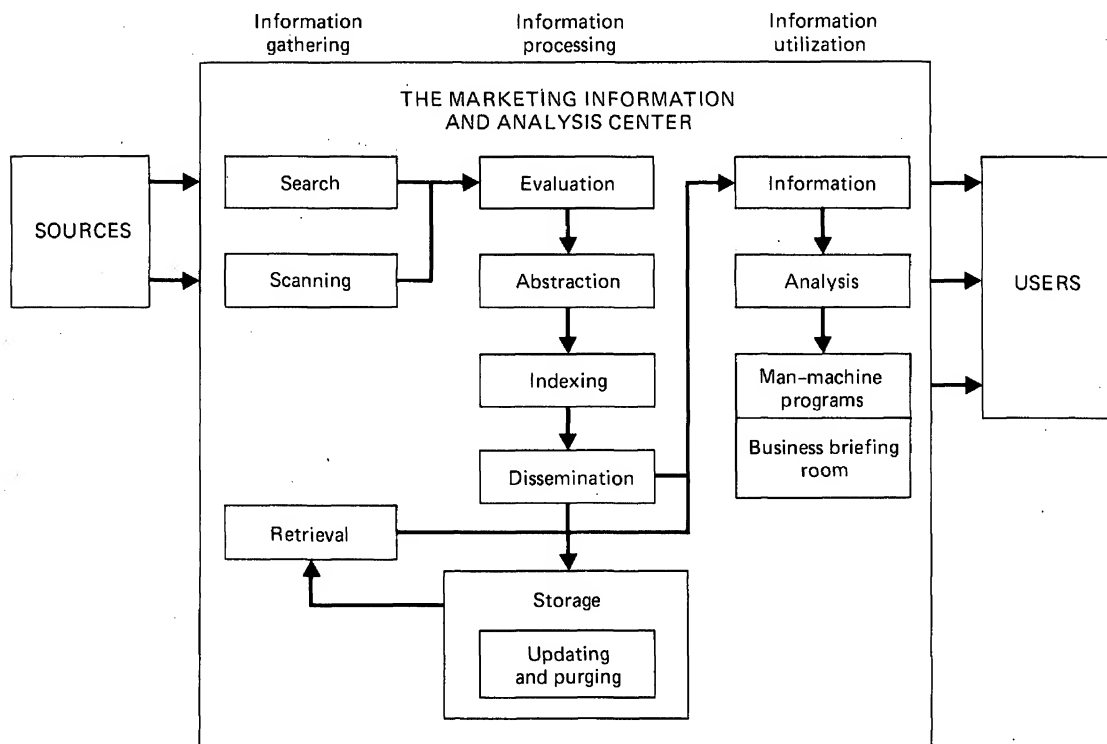 Information
gathering
Information
processing
Information
utilization
THE MARKETING INFORMATION
AND ANALYSIS CENTER
SOURCES
Search
Scanning
Retrieval
Evaluation
Abstraction
Indexing
Dissemination
Storage
Updating
and purging
Information
Analysis
Man–machine
programs
Business briefing
room
USERS